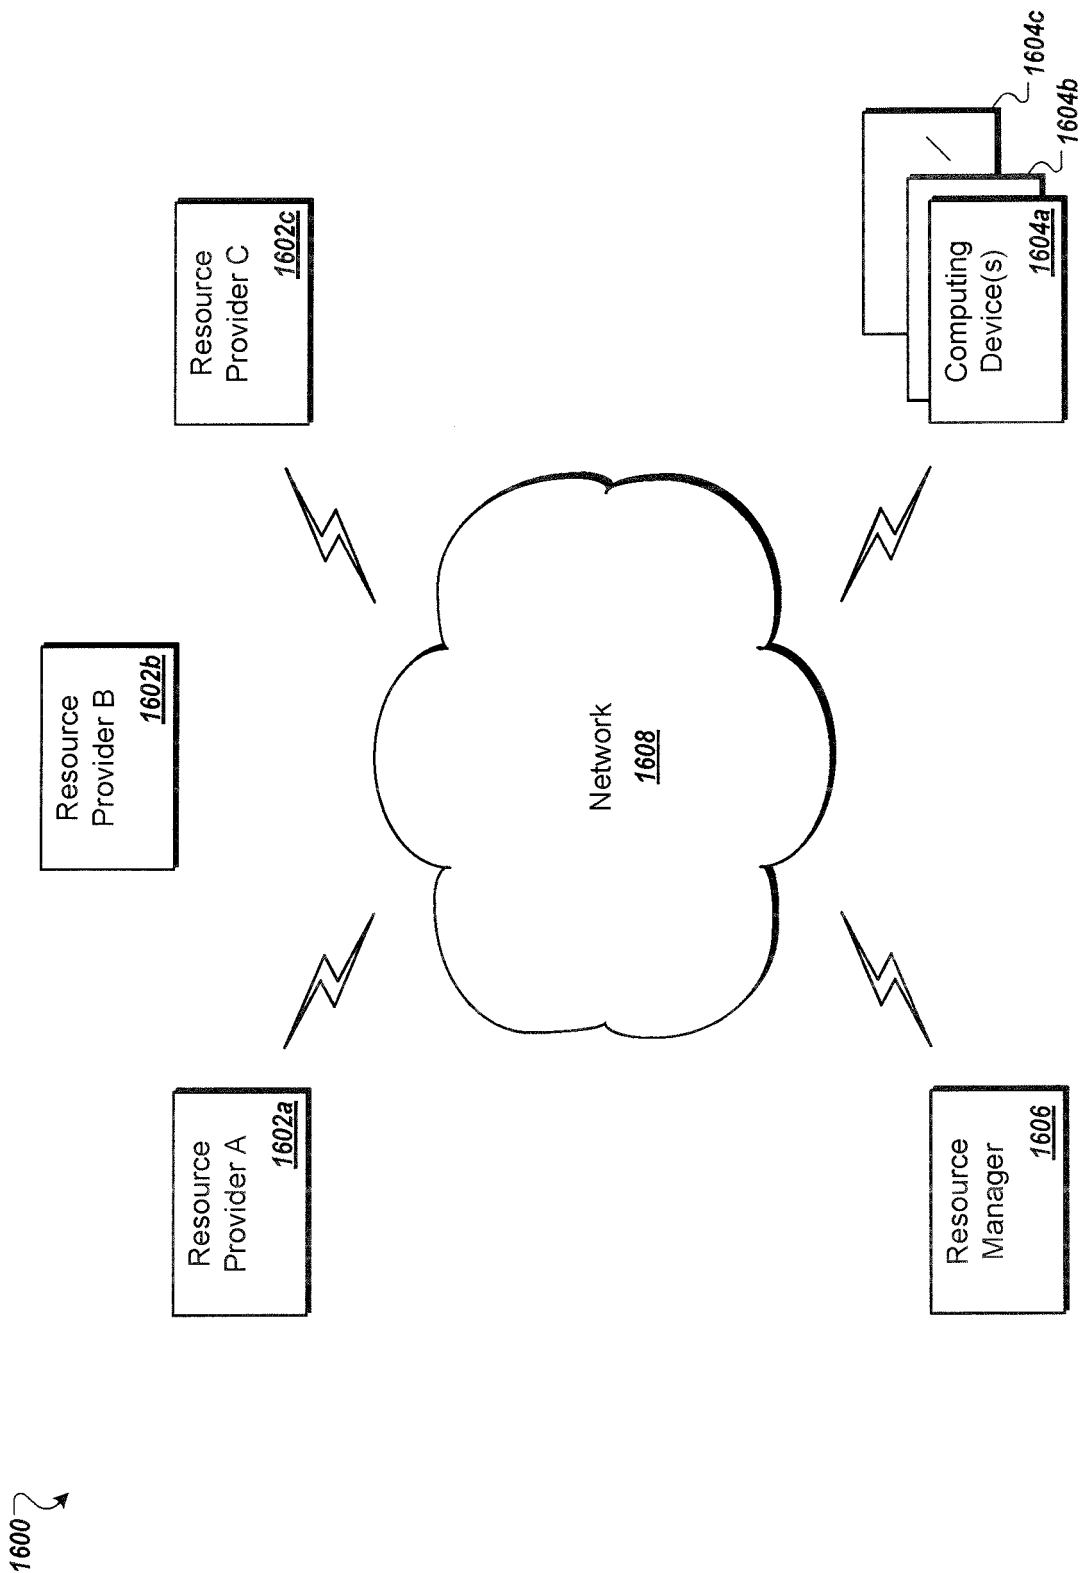 1600
Resource
Provider B
1602b
Resource
Provider A
1602a
Resource
Provider C
1602c
Network
1608
Resource
Manager
1606
Computing
Device(s)
1604a
1604b
1604c